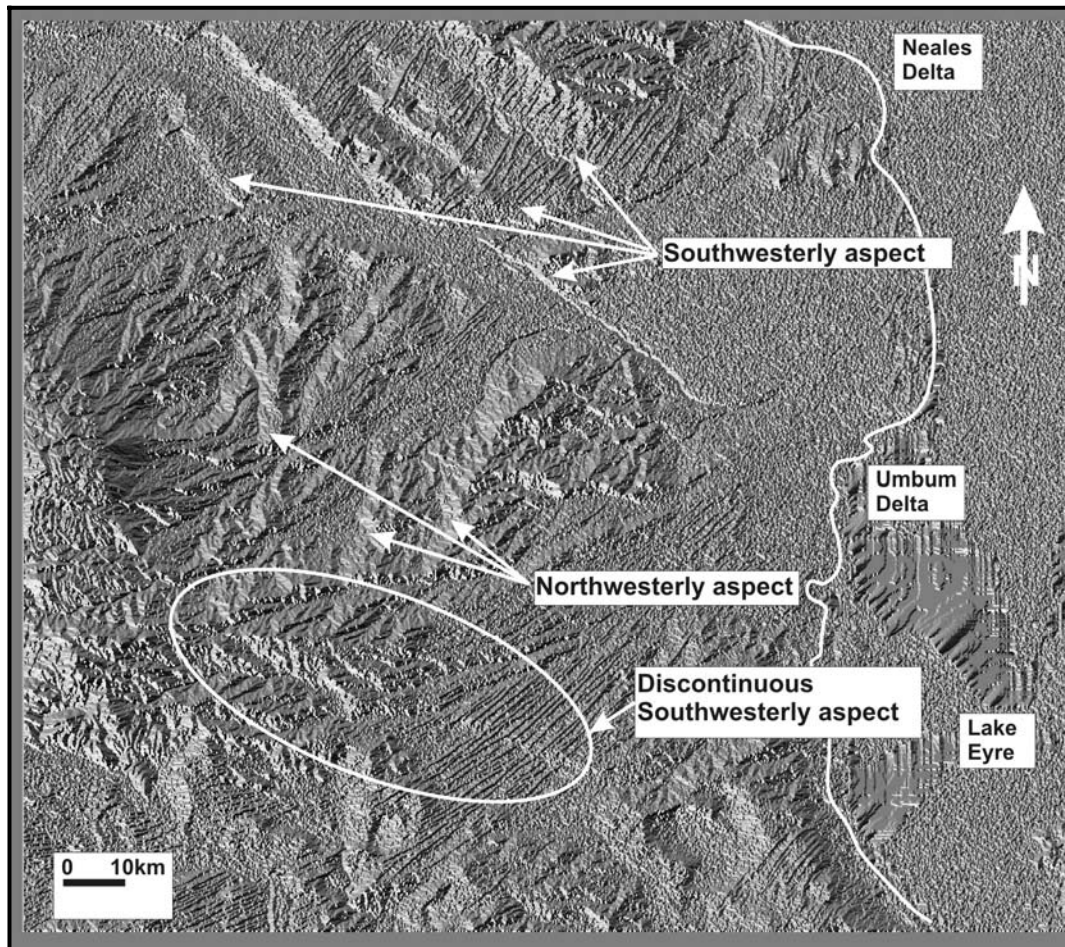 Neales
Delta
Southwesterly aspect
N
Umbum
Delta
Northwesterly aspect
Discontinuous
Southwesterly aspect
Lake
Eyre
0 10km